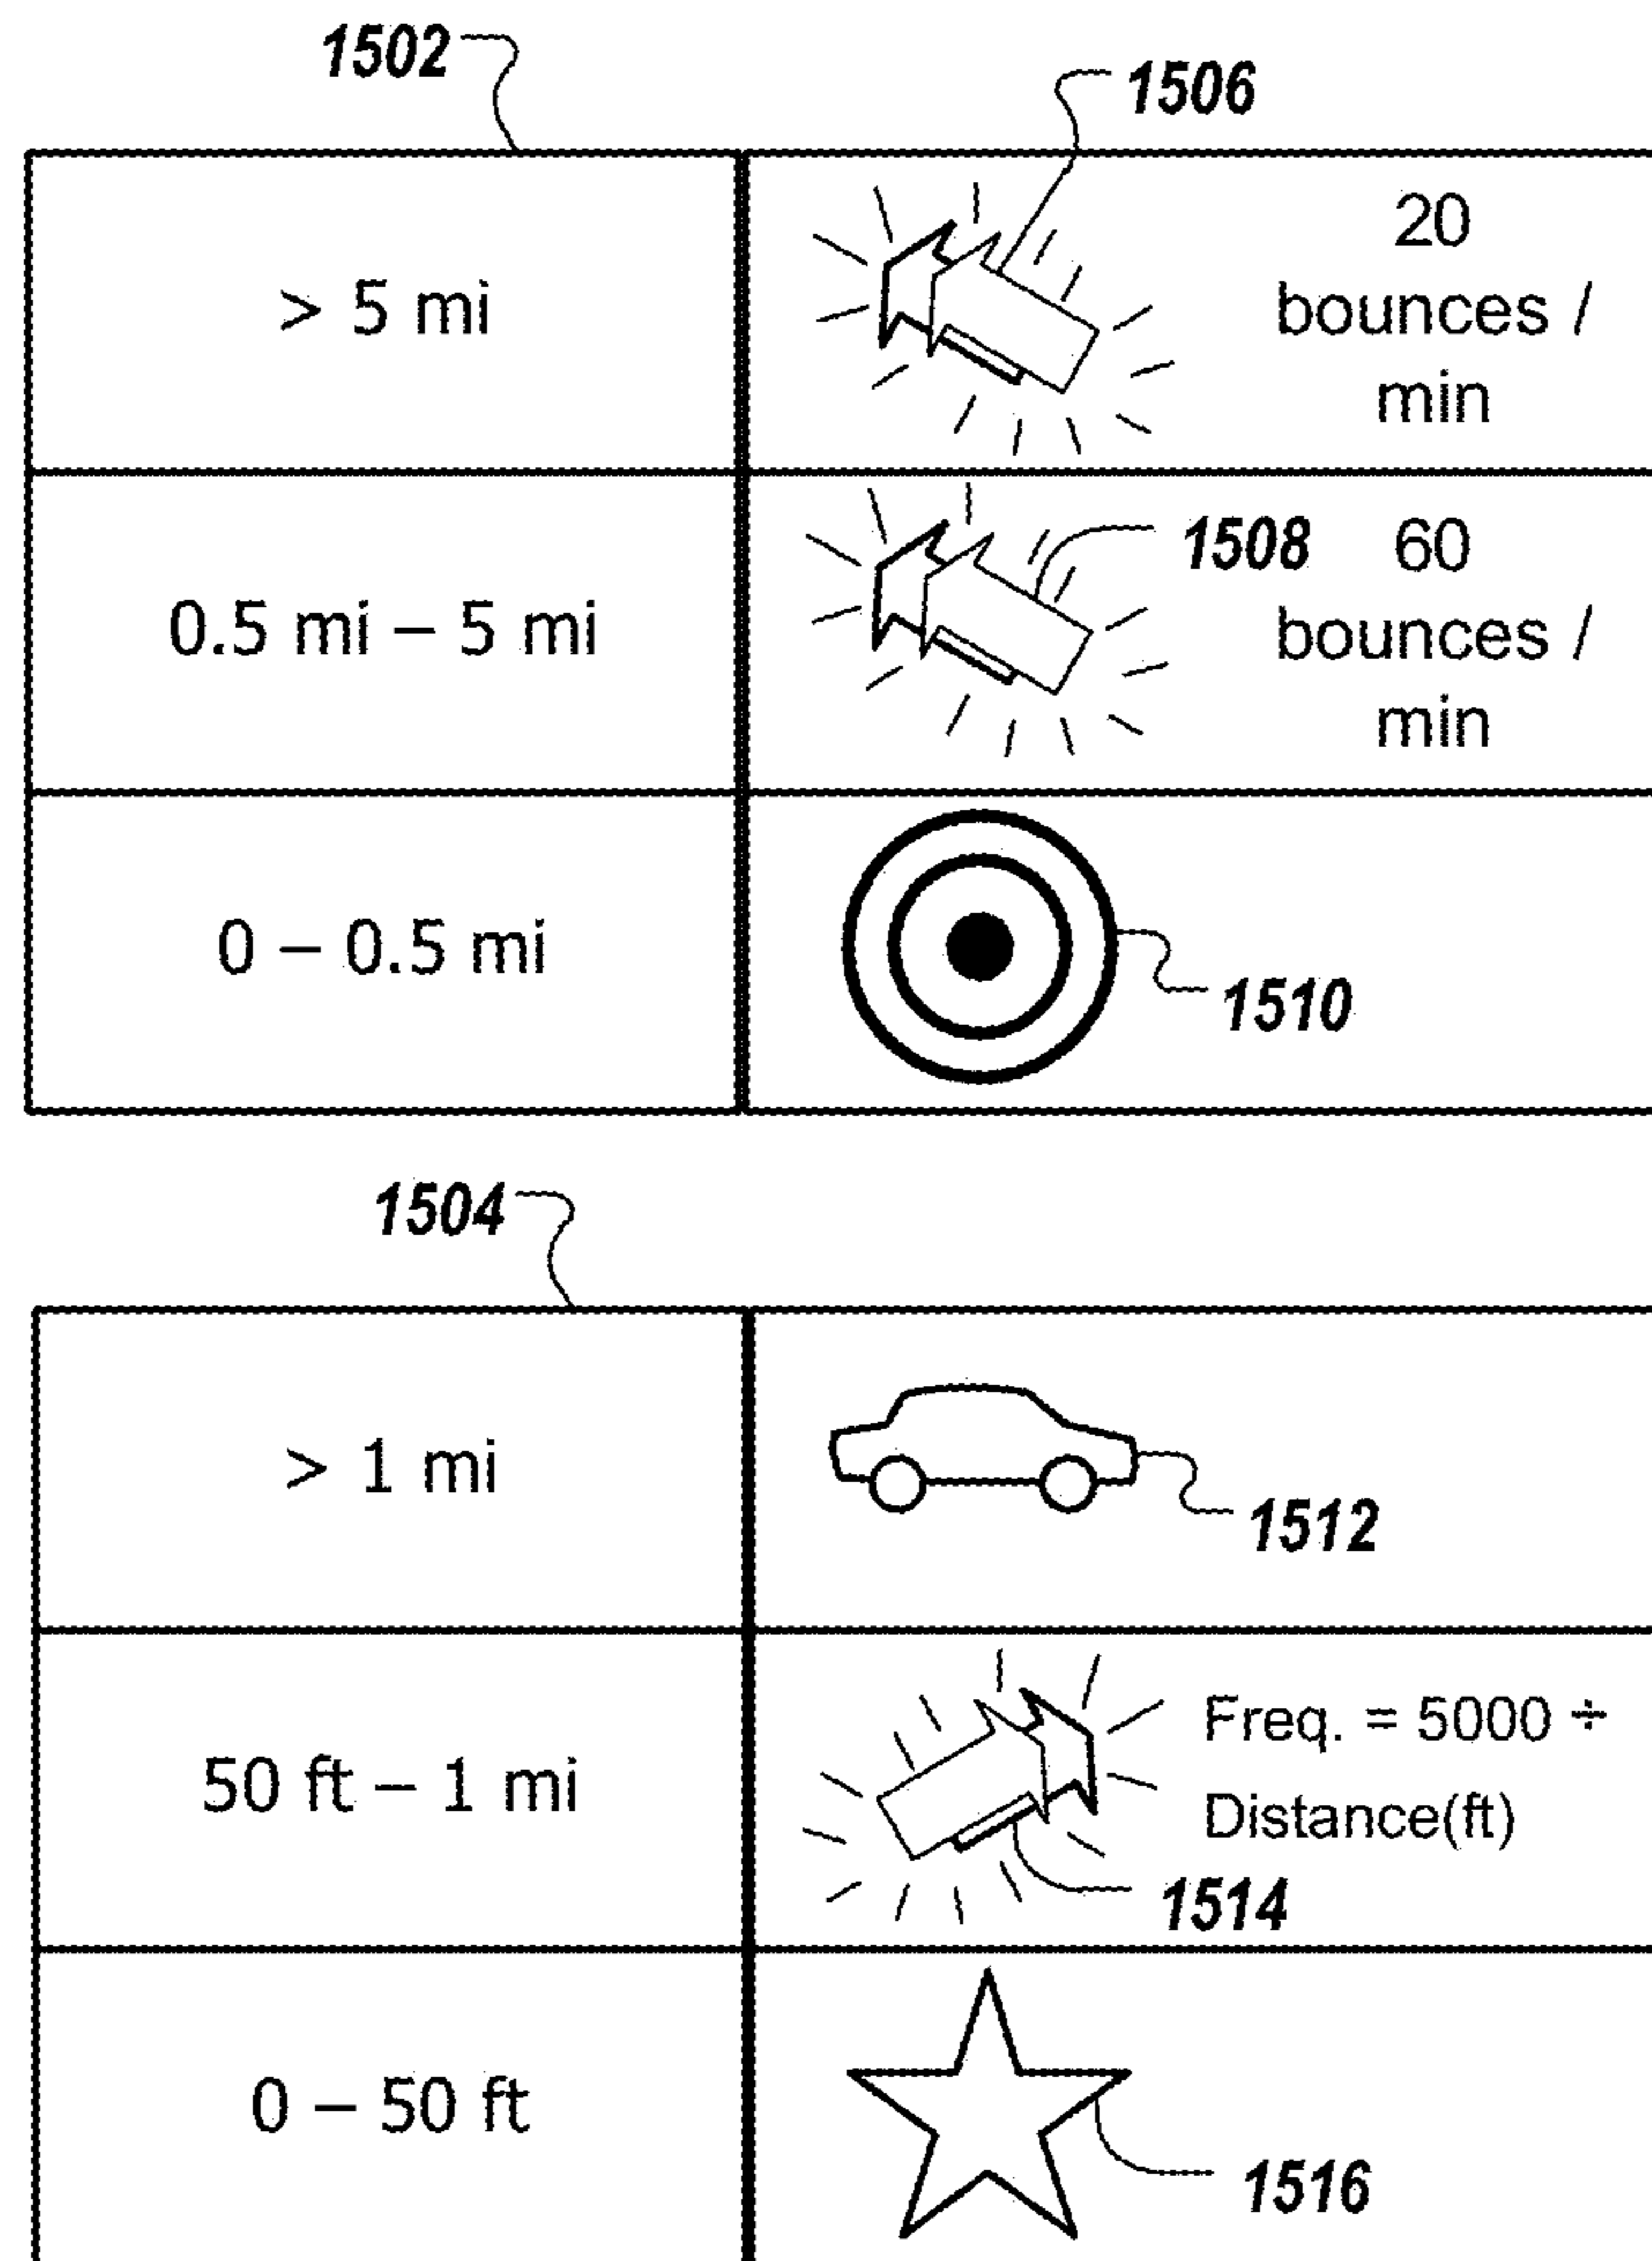 1502
1506
> 5 mi
20
bounces /
min
0.5 mi – 5 mi
1508
60
bounces /
min
0 – 0.5 mi
1510
1504
> 1 mi
1512
50 ft – 1 mi
Freq. = 5000 ÷
Distance(ft)
1514
0 – 50 ft
1516